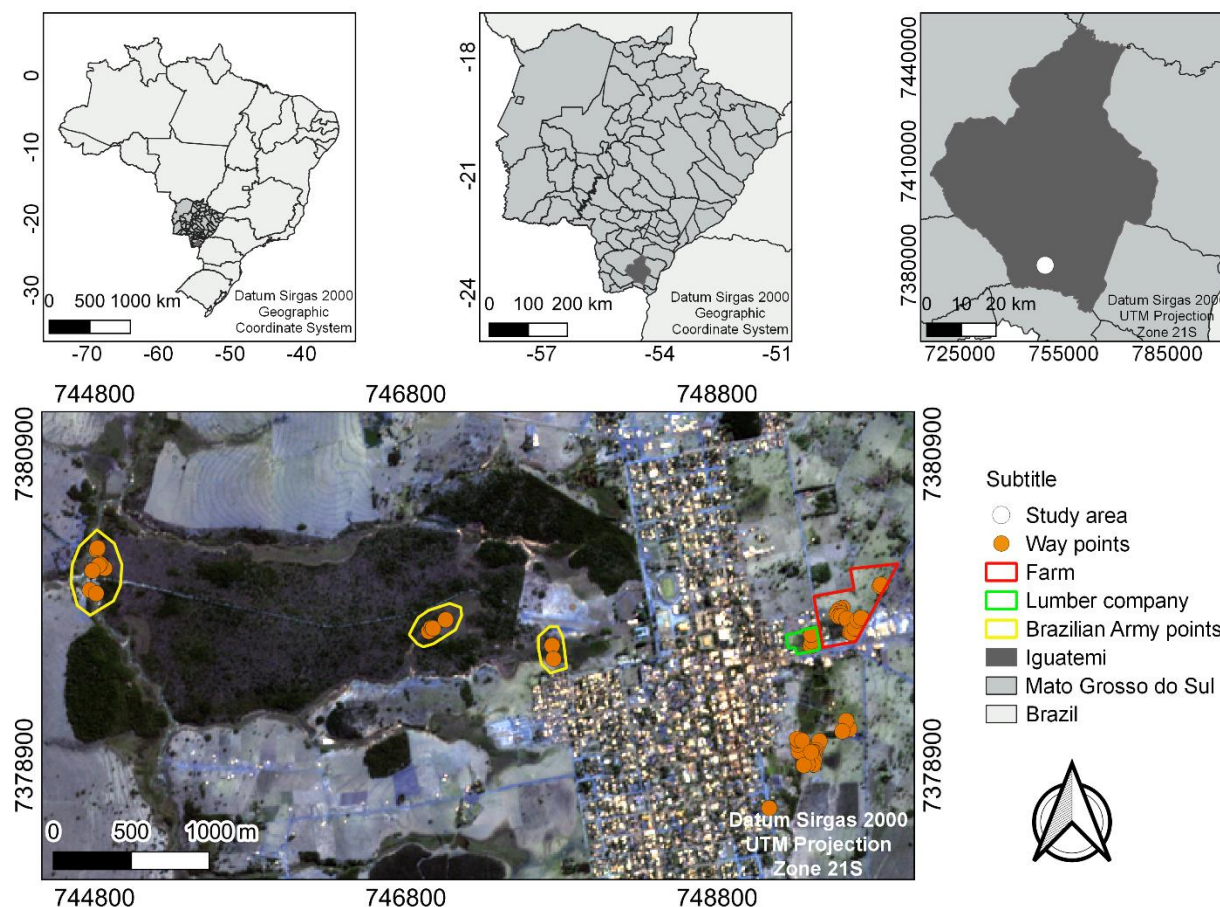 0
-10
-20
-30
0 500 1000 km
Datum Sirgas 2000
Geographic
Coordinate System
-70 -60 -50 -40
-18
-21
-24
0 100 200 km
Datum Sirgas 2000
Geographic
Coordinate System
-57 -54 -51
7440000
7410000
7380000
0 10 20 km
Datum Sirgas 2000
UTM Projection
Zone 21S
725000 755000 785000
744800 746800 748800
7380900
7378900
7380900
7378900
0 500 1000 m
Datum Sirgas 2000
UTM Projection
Zone 21S
744800 746800 748800
Subtitle
Study area
Way points
Farm
Lumber company
Brazilian Army points
Iguatemi
Mato Grosso do Sul
Brazil